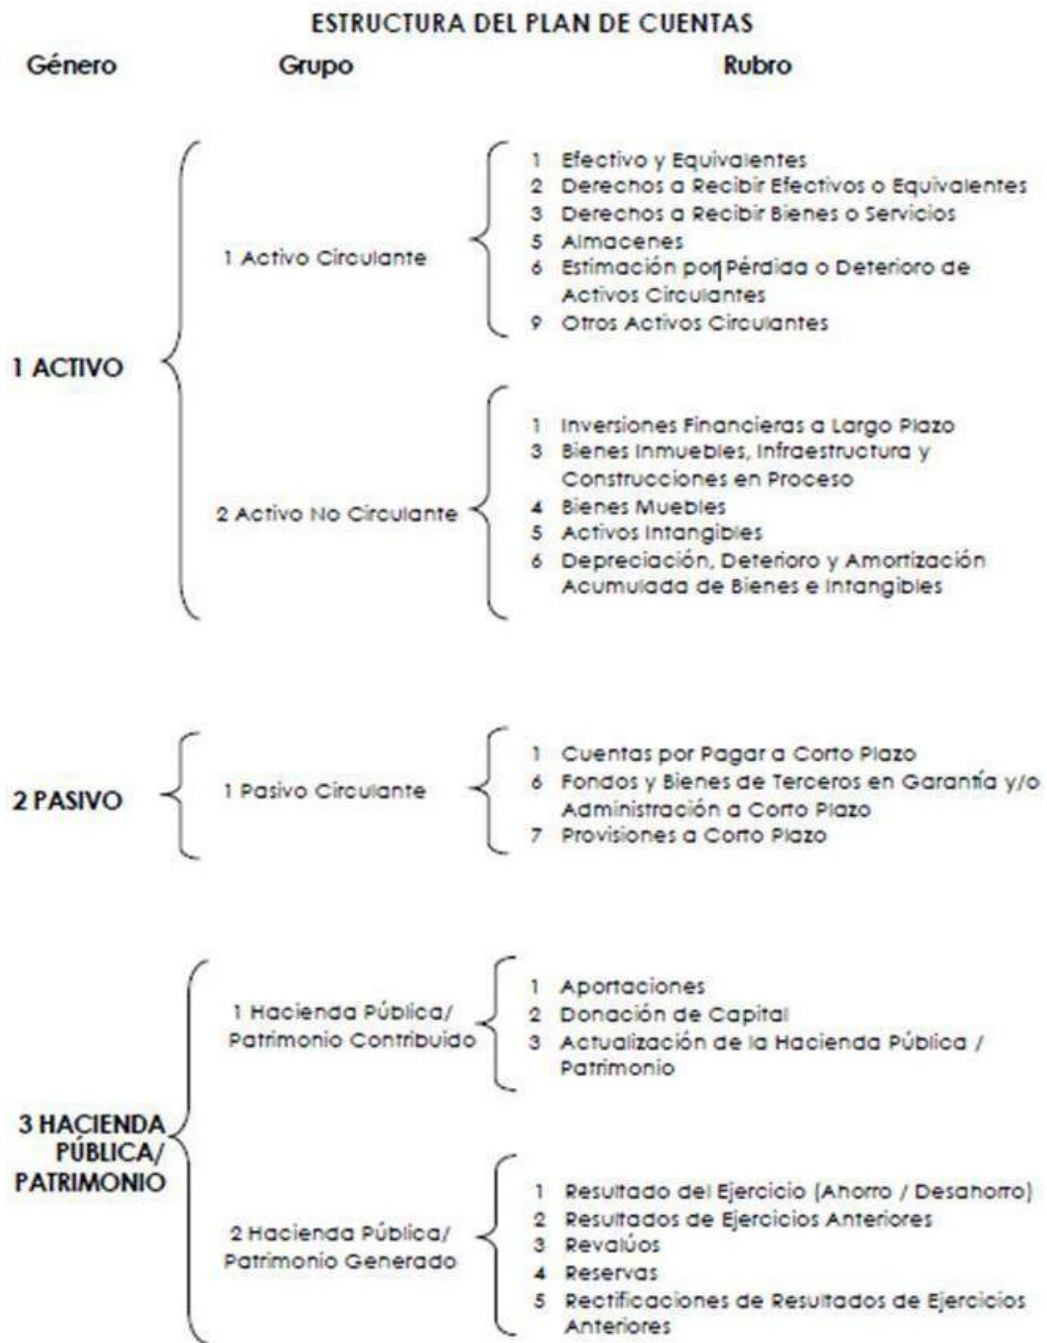 ESTRUCTURA DEL PLAN DE CUENTAS
Género Grupo Rubro
1 ACTIVO
1 Activo Circulante
1 Efectivo y Equivalentes
2 Derechos a Recibir Efectivos o Equivalentes
3 Derechos a Recibir Bienes o Servicios
5 Almacenes
6 Estimación por Pérdida o Deterioro de
Activos Circulantes
9 Otros Activos Circulantes
2 Activo No Circulante
1 Inversiones Financieras a Largo Plazo
3 Bienes Inmuebles, Infraestructura y
Construcciones en Proceso
4 Bienes Muebles
5 Activos Intangibles
6 Depreciación, Deterioro y Amortización
Acumulada de Bienes e Intangibles
2 PASIVO
1 Pasivo Circulante
1 Cuentas por Pagar a Corto Plazo
6 Fondos y Bienes de Terceros en Garantía y/o
Administración a Corto Plazo
7 Provisiones a Corto Plazo
3 HACIENDA
PÚBLICA/
PATRIMONIO
1 Hacienda Pública/
Patrimonio Contribuido
1 Aportaciones
2 Donación de Capital
3 Actualización de la Hacienda Pública /
Patrimonio
2 Hacienda Pública/
Patrimonio Generado
1 Resultado del Ejercicio (Ahorro / Desahorro)
2 Resultados de Ejercicios Anteriores
3 Revalúos
4 Reservas
5 Rectificaciones de Resultados de Ejercicios
Anteriores